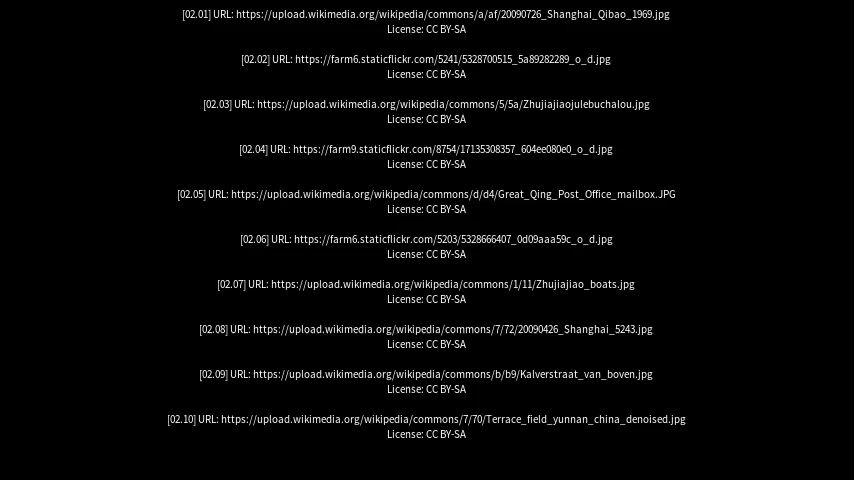 [02.01] URL: https://upload.wikimedia.org/wikipedia/commons/a/af/20090726_Shanghai_Qibao_1969.jpg
License: CC BY-SA
[02.02] URL: https://farm6.staticflickr.com/5241/5328700515_5a89282289_o_d.jpg
License: CC BY-SA
[02.03] URL: https://upload.wikimedia.org/wikipedia/commons/5/5a/Zhujiajiaojulebuchalou.jpg
License: CC BY-SA
[02.04] URL: https://farm9.staticflickr.com/8754/17135308357_604ee080e0_o_d.jpg
License: CC BY-SA
[02.05] URL: https://upload.wikimedia.org/wikipedia/commons/d/d4/Great_Qing_Post_Office_mailbox.JPG
License: CC BY-SA
[02.06] URL: https://farm6.staticflickr.com/5203/5328666407_0d09aaa59c_o_d.jpg
License: CC BY-SA
[02.07] URL: https://upload.wikimedia.org/wikipedia/commons/1/11/Zhujiajiao_boats.jpg
License: CC BY-SA
[02.08] URL: https://upload.wikimedia.org/wikipedia/commons/7/72/20090426_Shanghai_5243.jpg
License: CC BY-SA
[02.09] URL: https://upload.wikimedia.org/wikipedia/commons/b/b9/Kalverstraat_van_boven.jpg
License: CC BY-SA
[02.10] URL: https://upload.wikimedia.org/wikipedia/commons/7/70/Terrace_field_yunnan_china_denoised.jpg
License: CC BY-SA